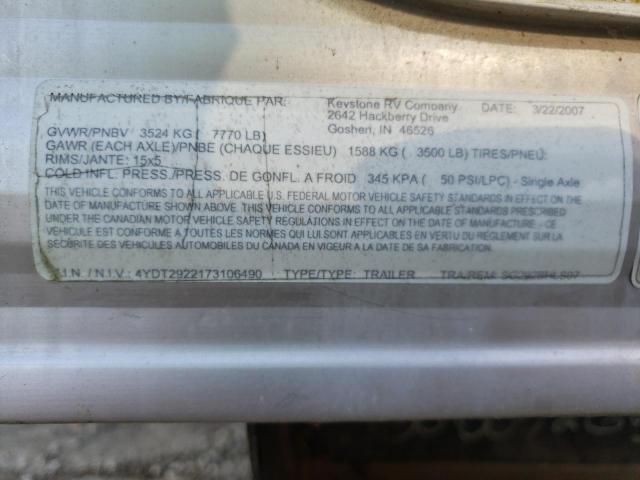 MANUFACTURED BY/FABRIQUE PAR: Keystone RV Company DATE: 3/22/2007
2642 Hackberry Drive
Goshen, IN 46526
GVWR/PNBV 3524 KG ( 7770 LB)
GAWR (EACH AXLE)/PNBE (CHAQUE ESSIEU) 1588 KG ( 3500 LB) TIRES/PNEU:
RIMS/JANTE: 15x5
COLD INFL. PRESS./PRESS. DE GONFL. A FROID 345 KPA ( 50 PSI/LPC) - Single Axle
THIS VEHICLE CONFORMS TO ALL APPLICABLE U.S. FEDERAL MOTOR VEHICLE SAFETY STANDARDS IN EFFECT ON THE
DATE OF MANUFACTURE SHOWN ABOVE. THIS VEHICLE CONFORMS TO ALL APPLICABLE STANDARDS PRESCRIBED
UNDER THE CANADIAN MOTOR VEHICLE SAFETY REGULATIONS IN EFFECT ON THE DATE OF MANUFACTURE - CE
VEHICULE EST CONFORME A TOUTES LES NORMES QUI LUI SONT APPLICABLES EN VERTU DU REGLEMENT SUR LA
SÉCURITE DES VEHICULES AUTOMOBILES DU CANADA EN VIGUEUR A LA DATE DE SA FABRICATION.
V.I.N. / N.I.V.: 4YDT2922173106490 TYPE/TYPE: TRAILER TRA/REM: